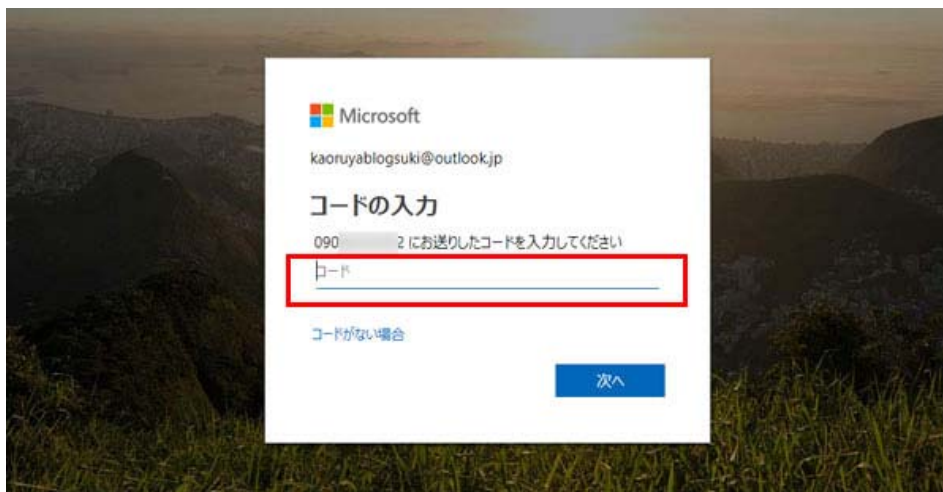 Microsoft
kaoruyablogsuki@outlook.jp
コードの入力
090 2 にお送りしたコードを入力してください
コード
コードがない場合
次へ